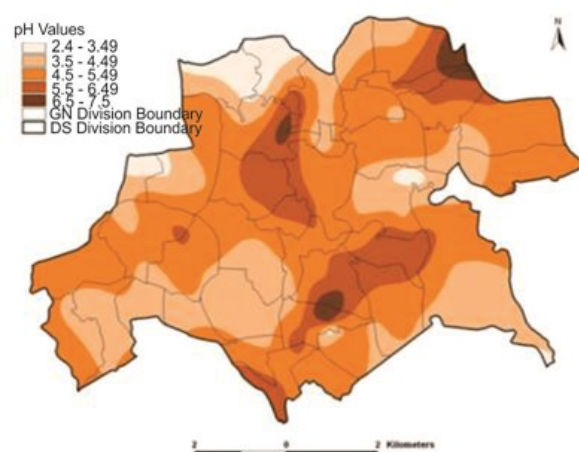 pH Values
2.4 - 3.49
3.5 - 4.49
4.5 - 5.49
5.5 - 6.49
6.5 - 7.5
GN Division Boundary
DS Division Boundary
N
2 0 2 Kilometers